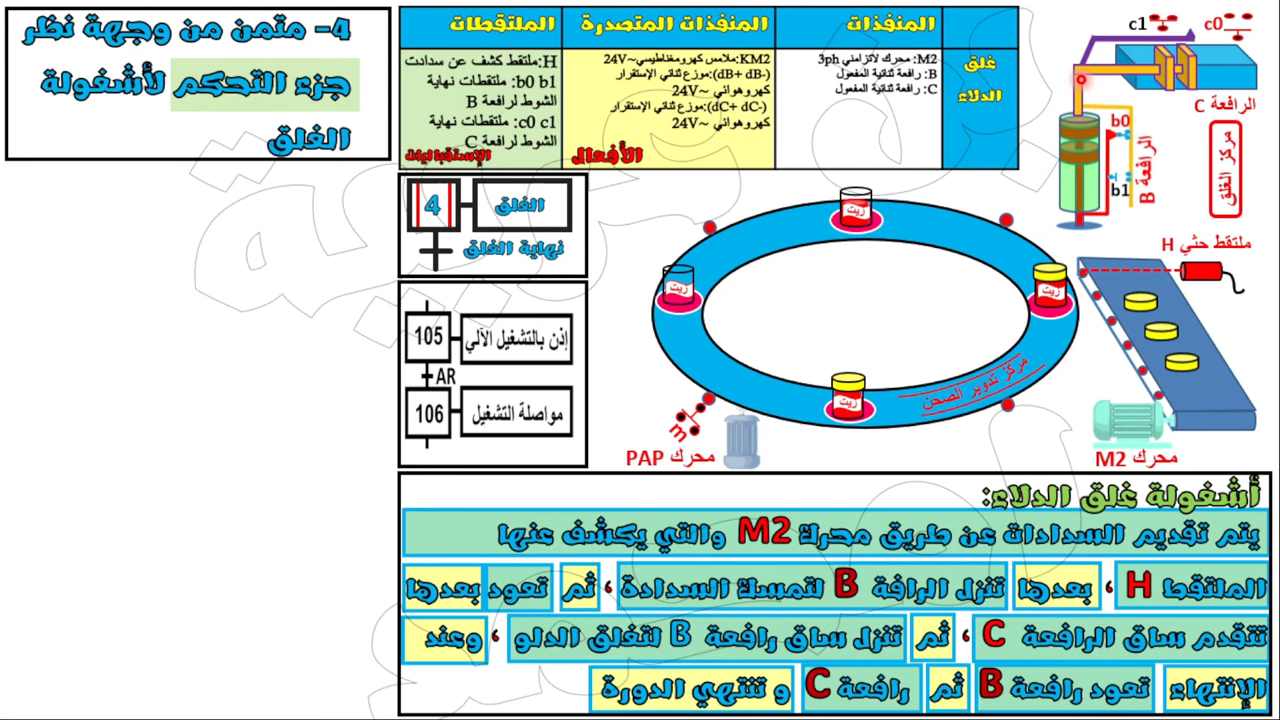 4- متمن من وجهة نظر
جزء التحكم لأشغولة
الغلق
الملتقطات
المنفذات المتصدرة
المنفذات
غلق
الدلاء
H:ملتقط كشف عن سدادت
b0 b1: ملتقطات نهاية
الشوط لرافعة B
c0 c1: ملتقطات نهاية
الشوط لرافعة C
الإستقباليات
KM2:ملامس كهرومغناطيسي~24V
(dB+ dB-):موزع ثنائي الإستقرار
كهروهوائي ~24V
(dC+ dC-):موزع ثنائي الإستقرار
كهروهوائي ~24V
الأفعال
M2: محرك لاتزامني 3ph
B: رافعة ثنائية المفعول
C: رافعة ثنائية المفعول
c1
c0
الرافعة C
b0
b1
الرافعة B
مركز الغلق
ملتقط حثي H
4
الغلق
نهاية الغلق
105
إذن بالتشغيل الآلي
AR
106
مواصلة التشغيل
زيت
زيت
زيت
زيت
مركز تدوير الصحن
m
محرك PAP
محرك M2
أشغولة غلق الدلاء:
يتم تقديم السدادات عن طريق محرك M2 والتي يكشف عنها
الملتقط H ، بعدها تنزل الرافة B لتمسك السدادة ، ثم تعود بعدها
تتقدم ساق الرافعة C ، ثم تنزل ساق رافعة B لتغلق الدلو ، وعند
الإنتهاء تعود رافعة B ثم رافعة C و تنتهي الدورة